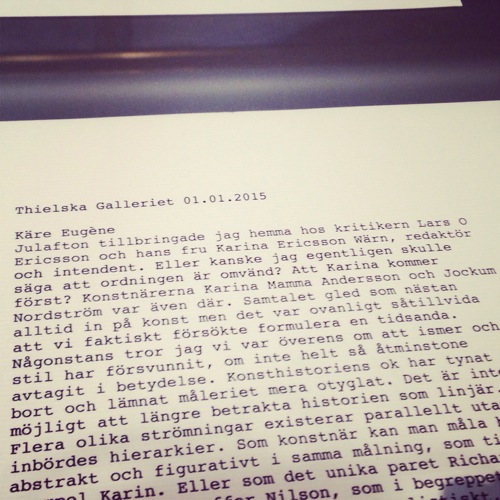 Thielska Galleriet 01.01.2015
Käre Eugène
Julafton tillbringade jag hemma hos kritikern Lars O
Ericsson och hans fru Karina Ericsson Wärn, redaktör
och intendent. Eller kanske jag egentligen skulle
säga att ordningen är omvänd? Att Karina kommer
först? Konstnärerna Karina Mamma Andersson och Jockum
Nordström var även där. Samtalet gled som nästan
alltid in på konst men det var ovanligt såtillvida
att vi faktiskt försökte formulera en tidsanda.
Någonstans tror jag vi var överens om att ismer och
stil har försvunnit, om inte helt så åtminstone
avtagit i betydelse. Konsthistoriens ok har tynat
bort och lämnat måleriet mera otyglat. Det är inte
möjligt att längre betrakta historien som linjär.
Flera olika strömningar existerar parallellt uta
inbördes hierarkier. Som konstnär kan man måla b
abstrakt och figurativt i samma målning, som ti
Karin. Eller som det unika paret Richa
Nilson, som i begreppe